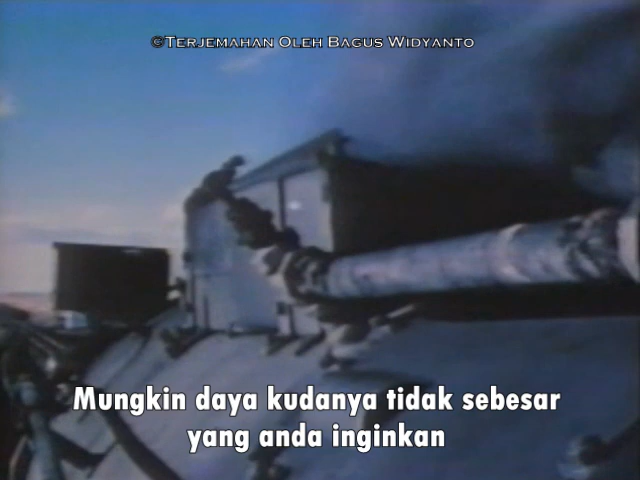 ©Terjemahan Oleh Bagus Widyanto
Mungkin daya kudanya tidak sebesar
yang anda inginkan